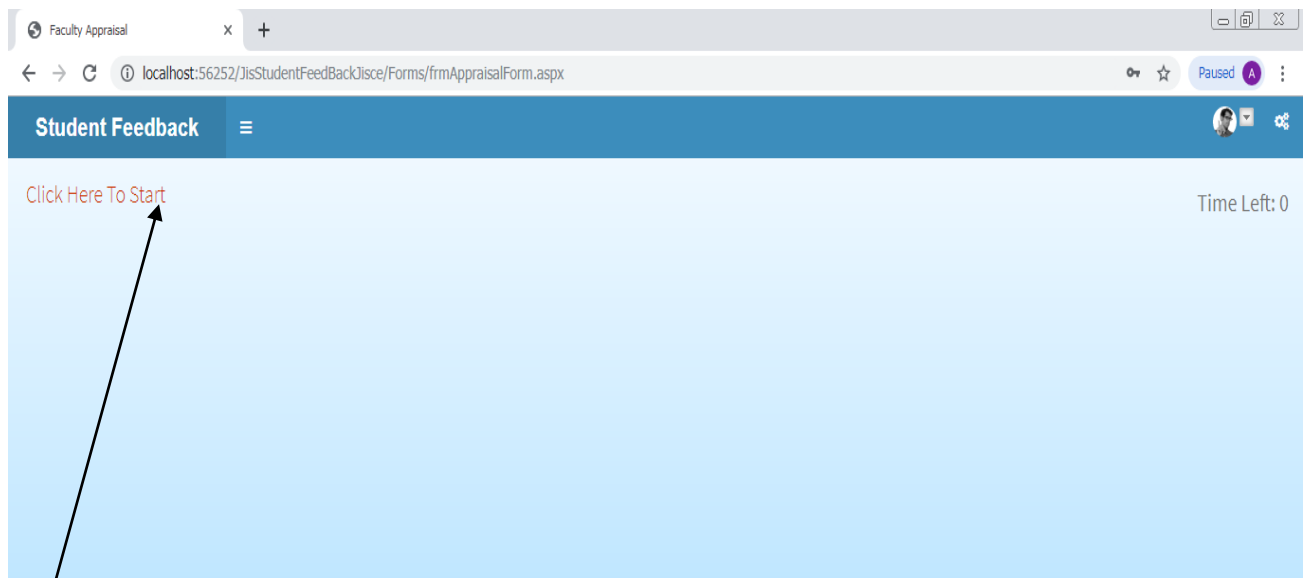 Faculty Appraisal
localhost:56252/JisStudentFeedBackJisce/Forms/frmAppraisalForm.aspx
Paused A
Student Feedback
Click Here To Start
Time Left: 0